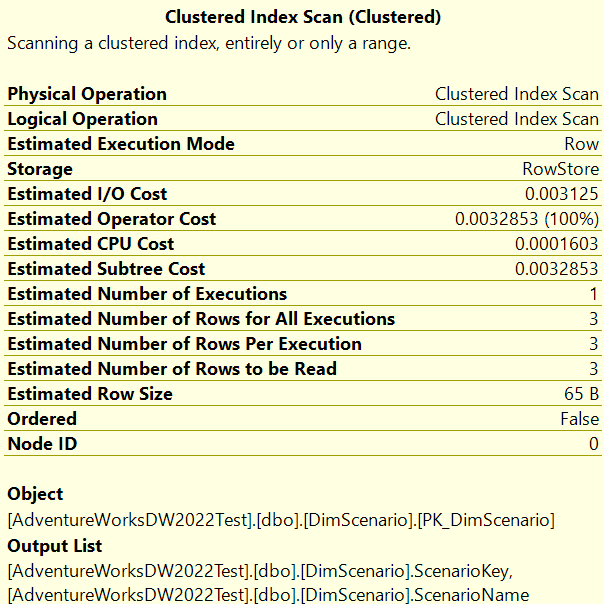 Clustered Index Scan (Clustered)
Scanning a clustered index, entirely or only a range.
Physical Operation Clustered Index Scan
Logical Operation Clustered Index Scan
Estimated Execution Mode Row
Storage RowStore
Estimated I/O Cost 0.003125
Estimated Operator Cost 0.0032853 (100%)
Estimated CPU Cost 0.0001603
Estimated Subtree Cost 0.0032853
Estimated Number of Executions 1
Estimated Number of Rows for All Executions 3
Estimated Number of Rows Per Execution 3
Estimated Number of Rows to be Read 3
Estimated Row Size 65 B
Ordered False
Node ID 0
Object
[AdventureWorksDW2022Test].[dbo].[DimScenario].[PK_DimScenario]
Output List
[AdventureWorksDW2022Test].[dbo].[DimScenario].ScenarioKey,
[AdventureWorksDW2022Test].[dbo].[DimScenario].ScenarioName